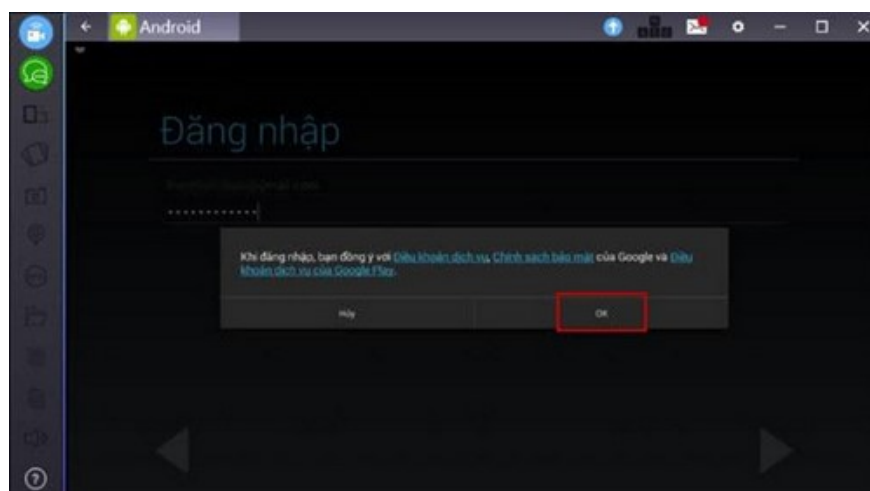 Android
Đăng nhập
••••••••••••
Khi đăng nhập, bạn đồng ý với Điều khoản dịch vụ, Chính sách bảo mật của Google và Điều
khoản dịch vụ của Google Play.
Hủy
OK